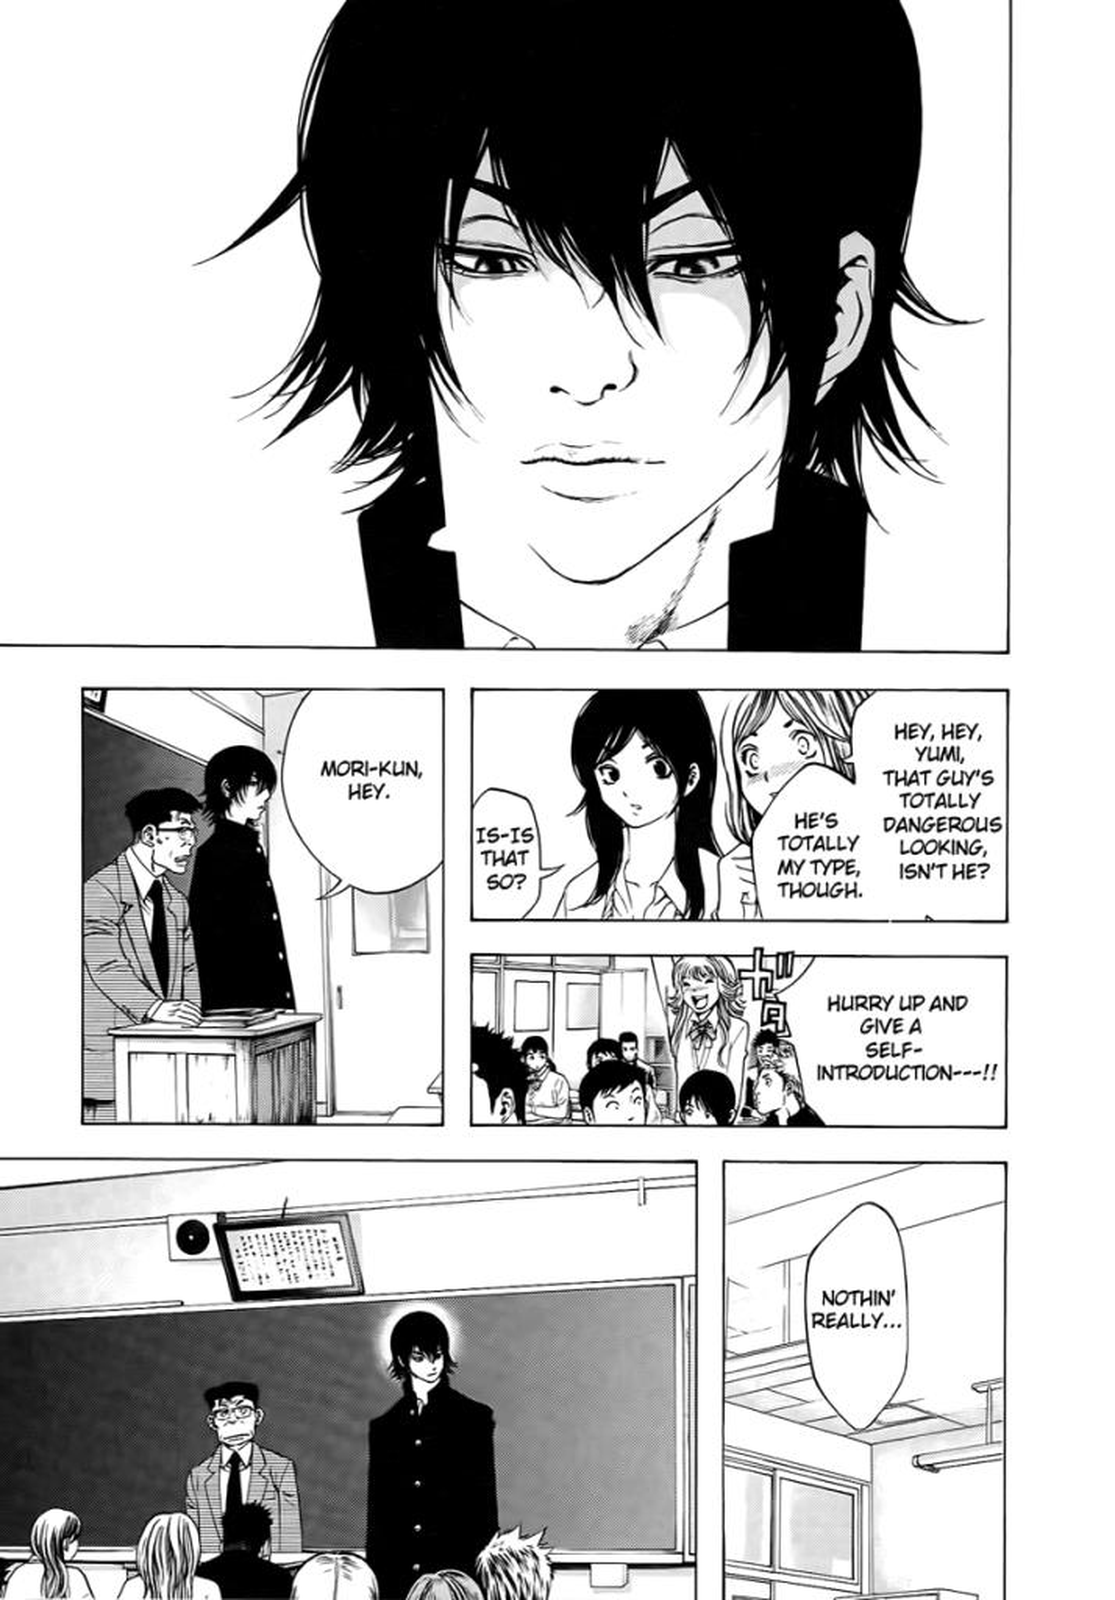 HEY, HEY,
YUMI,
THAT GUY'S
TOTALLY
DANGEROUS
LOOKING,
ISN'T HE?
HE'S
TOTALLY
MY TYPE,
THOUGH.
IS-IS
THAT
SO?
MORI-KUN,
HEY.
HURRY UP AND
GIVE A
SELF-
INTRODUCTION---!!
NOTHIN'
REALLY...